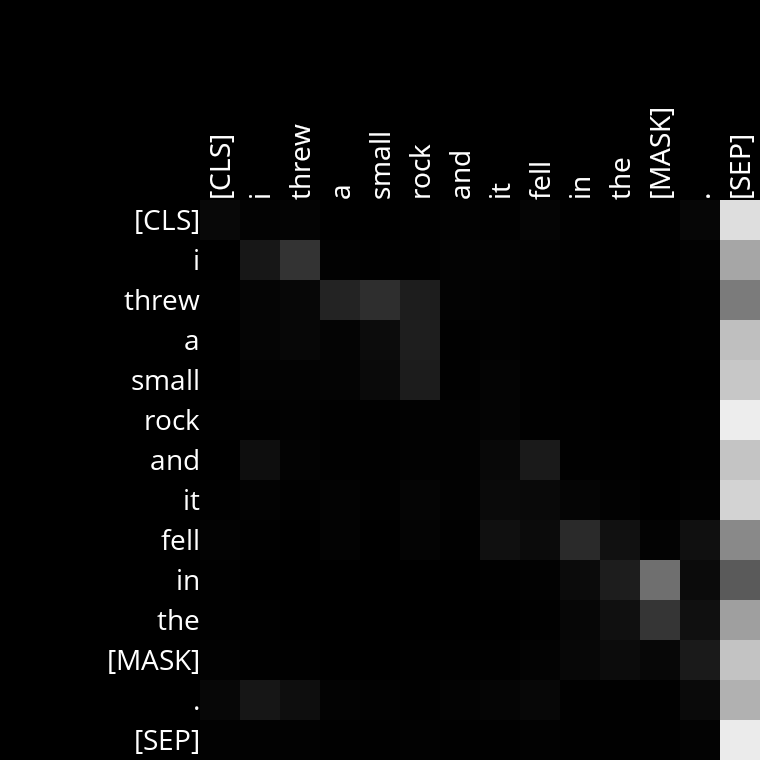 [CLS] i threw a small rock and it fell in the [MASK] . [SEP]
[CLS]
i
threw
a
small
rock
and
it
fell
in
the
[MASK]
.
[SEP]